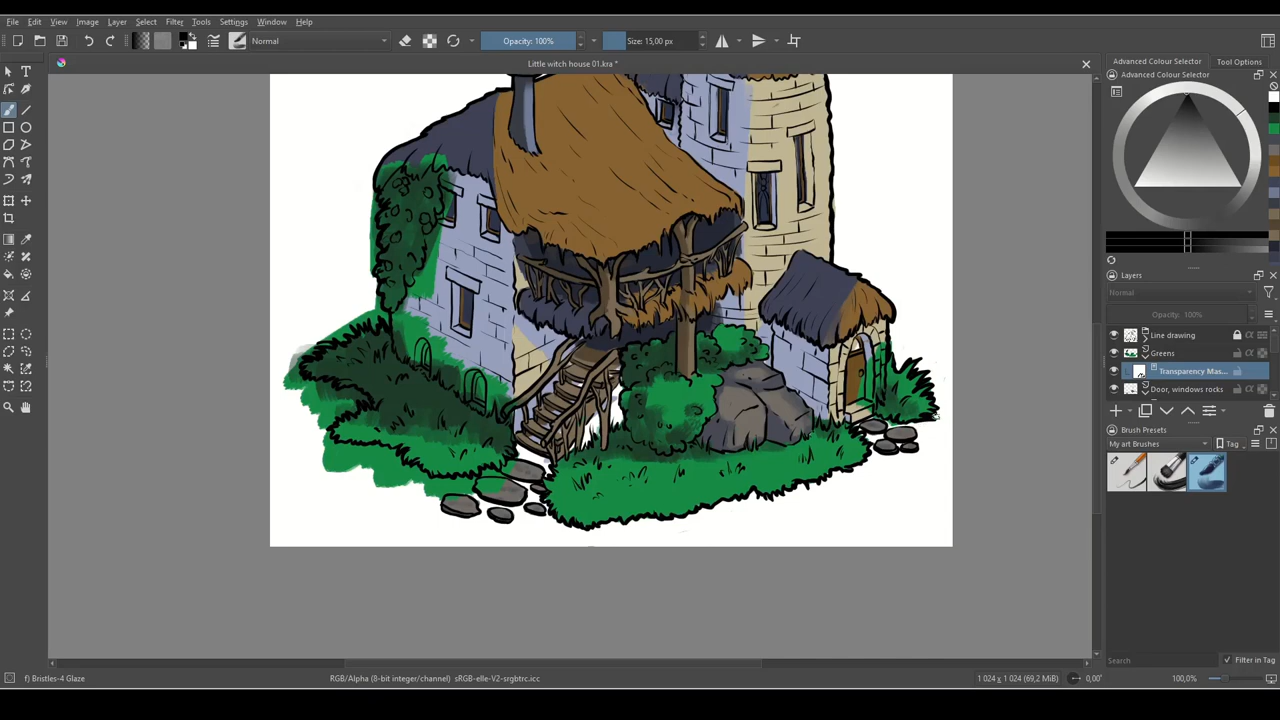 File Edit View Image Layer Select Filter Tools Settings Window Help
Normal Opacity: 100% Size: 15,00 px
Little witch house 01.kra *
Advanced Colour Selector Tool Options
Advanced Colour Selector
Layers
Normal
Opacity: 100%
Line drawing
Greens
Transparency Mas...
Door, windows rocks
Brush Presets
My art Brushes Tag
Search Filter in Tag
f) Bristles-4 Glaze RGB/Alpha (8-bit integer/channel) sRGB-elle-V2-srgbtrc.icc 1 024 x 1 024 (69,2 MiB) 0,00° 100,0%